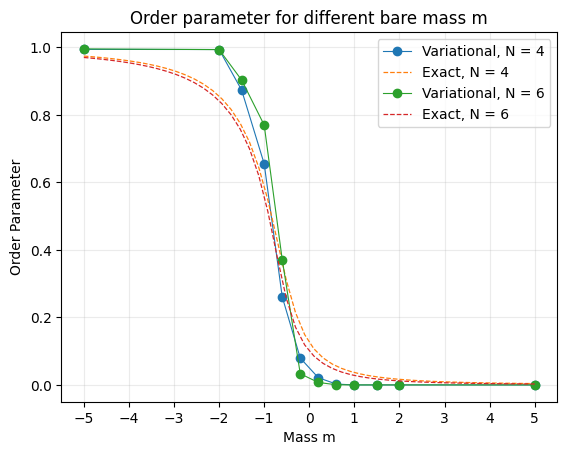 Order parameter for different bare mass m
Order Parameter
1.0
0.8
0.6
0.4
0.2
0.0
Variational, N = 4
Exact, N = 4
Variational, N = 6
Exact, N = 6
−5 −4 −3 −2 −1 0 1 2 3 4 5
Mass m